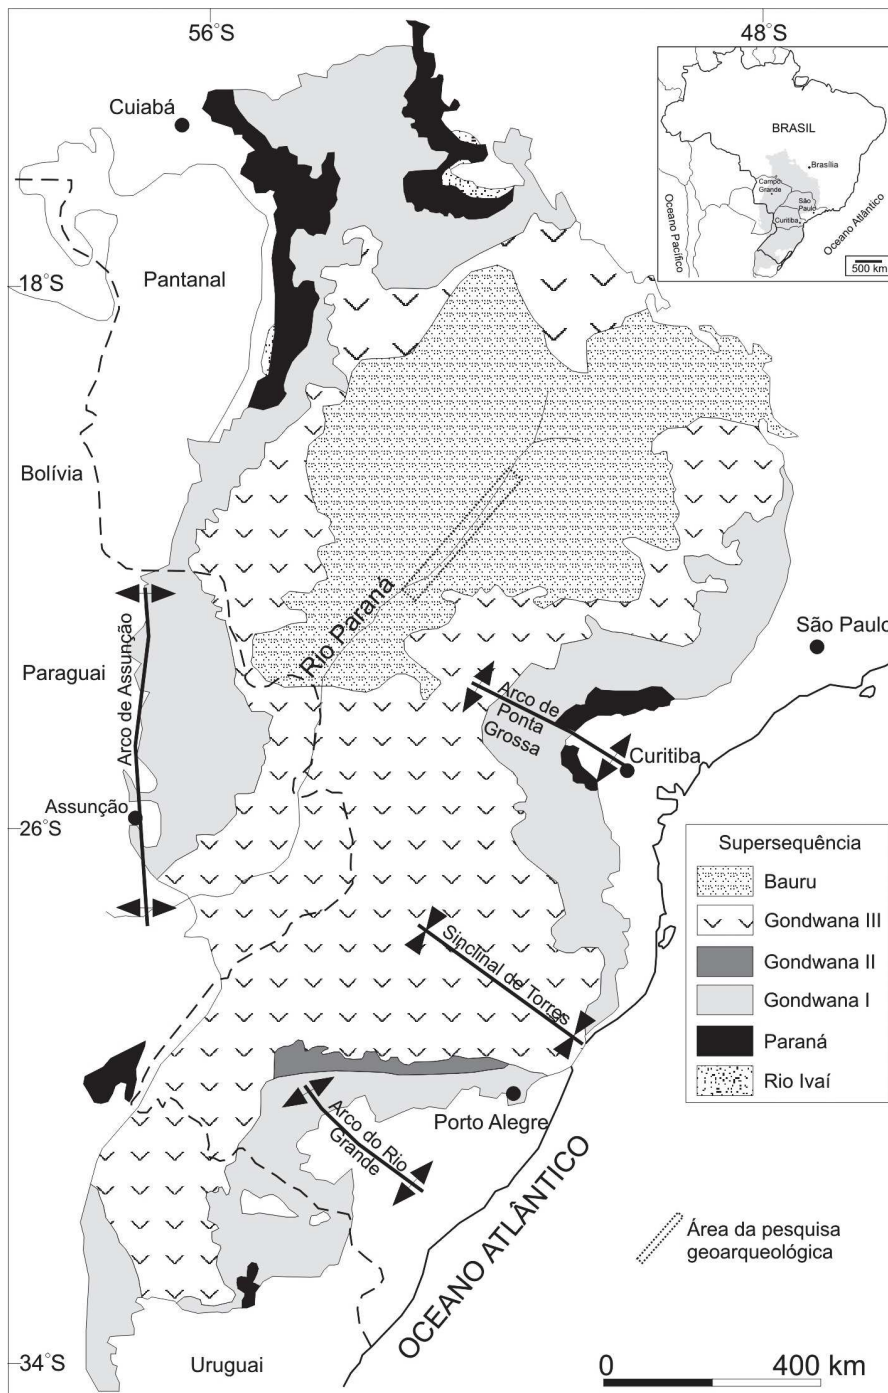 56°S
48°S
Cuiabá
BRASIL
Brasília
Campo
Grande
São
Paulo
Curitiba
Oceano Pacífico
Oceano Atlântico
500 km
18°S
Pantanal
Bolívia
Rio Paraná
São Paulo
Paraguai
Arco de Assunção
Arco de
Ponta
Grossa
Curitiba
Assunção
26°S
Supersequência
Bauru
Gondwana III
Gondwana II
Gondwana I
Paraná
Rio Ivaí
Sinclinal de Torres
Porto Alegre
Arco do Rio
Grande
OCEANO ATLÂNTICO
Área da pesquisa
geoarqueológica
34°S
Uruguai
0 400 km